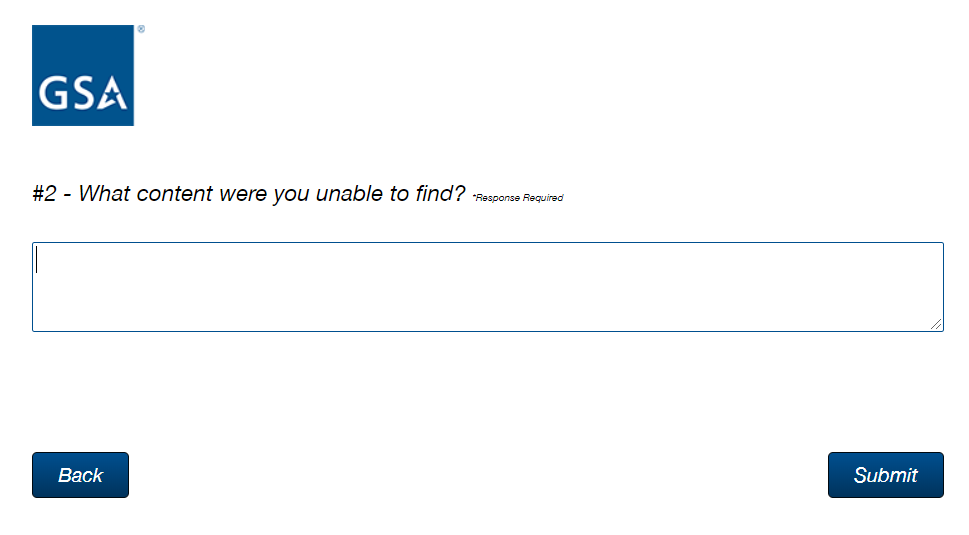 ®
GSA
#2 - What content were you unable to find? *Response Required
Back
Submit